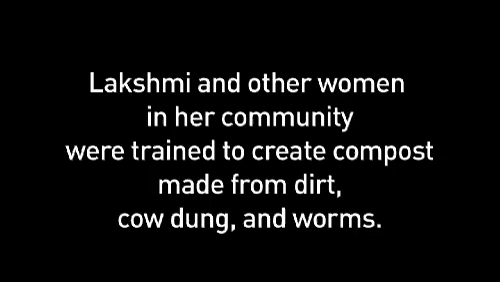 Lakshmi and other women
in her community
were trained to create compost
made from dirt,
cow dung, and worms.